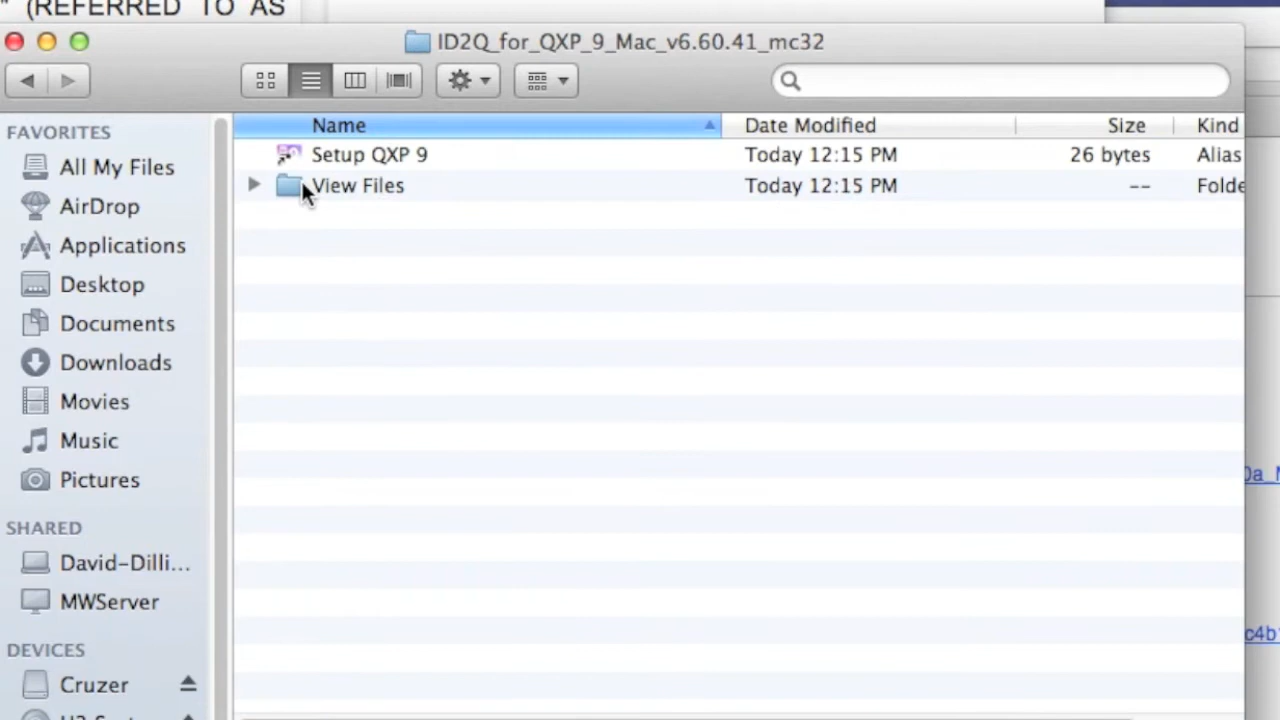 " (REFERRED TO AS
ID2Q_for_QXP_9_Mac_v6.60.41_mc32
Name Date Modified Size Kind
Setup QXP 9 Today 12:15 PM 26 bytes Alias
View Files Today 12:15 PM -- Folde
FAVORITES
All My Files
AirDrop
Applications
Desktop
Documents
Downloads
Movies
Music
Pictures
SHARED
David-Dilli...
MWServer
DEVICES
Cruzer
0a_M
c4b